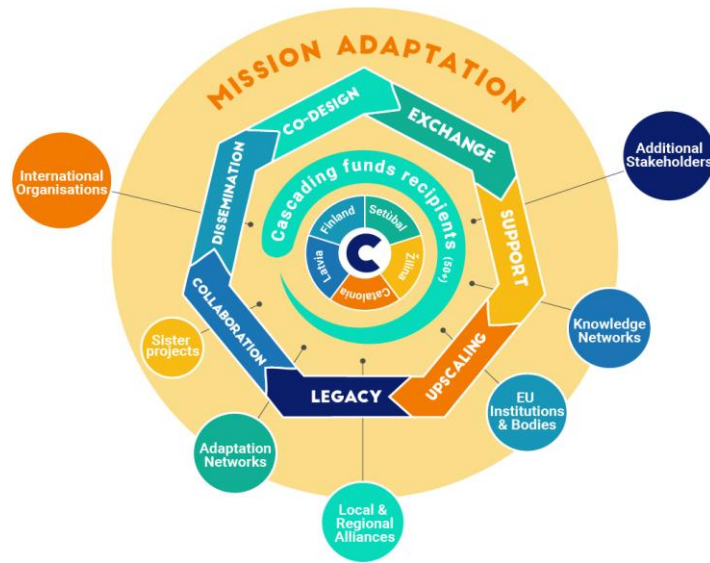 MISSION ADAPTATION
CO-DESIGN
EXCHANGE
SUPPORT
UPSCALING
LEGACY
COLLABORATION
DISSEMINATION
Cascading funds recipients (50+)
Finland
Setùbal
Žilina
Catalonia
Latvia
C
International
Organisations
Additional
Stakeholders
Knowledge
Networks
EU
Institutions
& Bodies
Local &
Regional
Alliances
Adaptation
Networks
Sister
projects